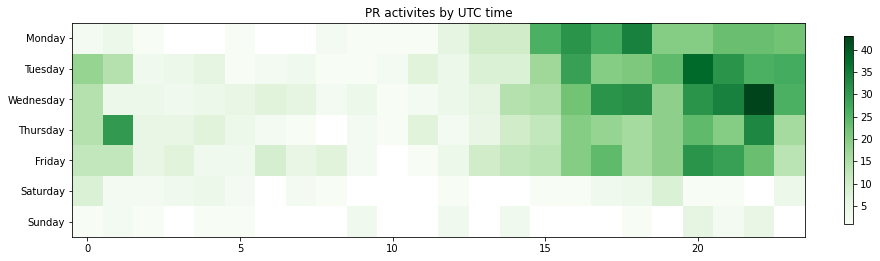 PR activites by UTC time
Monday
Tuesday
Wednesday
Thursday
Friday
Saturday
Sunday
0 5 10 15 20
40
35
30
25
20
15
10
5